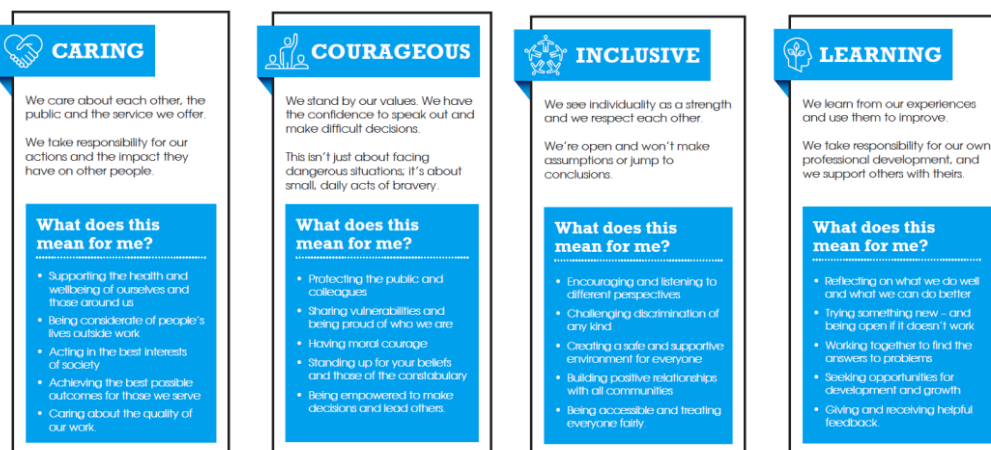 CARING
We care about each other, the
public and the service we offer.
We take responsibility for our
actions and the impact they
have on other people.
What does this
mean for me?
• Supporting the health and
wellbeing of ourselves and
those around us
• Being considerate of people's
lives outside work
• Acting in the best interests
of society
• Achieving the best possible
outcomes for those we serve
• Caring about the quality of
our work.
COURAGEOUS
We stand by our values. We have
the confidence to speak out and
make difficult decisions.
This isn't just about facing
dangerous situations; it's about
small, daily acts of bravery.
What does this
mean for me?
• Protecting the public and
colleagues
• Sharing vulnerabilities and
being proud of who we are
• Having moral courage
• Standing up for your beliefs
and those of the constabulary
• Being empowered to make
decisions and lead others.
INCLUSIVE
We see individuality as a strength
and we respect each other.
We're open and won't make
assumptions or jump to
conclusions.
What does this
mean for me?
• Encouraging and listening to
different perspectives
• Challenging discrimination of
any kind
• Creating a safe and supportive
environment for everyone
• Building positive relationships
with all communities
• Being accessible and treating
everyone fairly.
LEARNING
We learn from our experiences
and use them to improve.
We take responsibility for our own
professional development, and
we support others with theirs.
What does this
mean for me?
• Reflecting on what we do well
and what we can do better
• Trying something new – and
being open if it doesn't work
• Working together to find the
answers to problems
• Seeking opportunities for
development and growth
• Giving and receiving helpful
feedback.